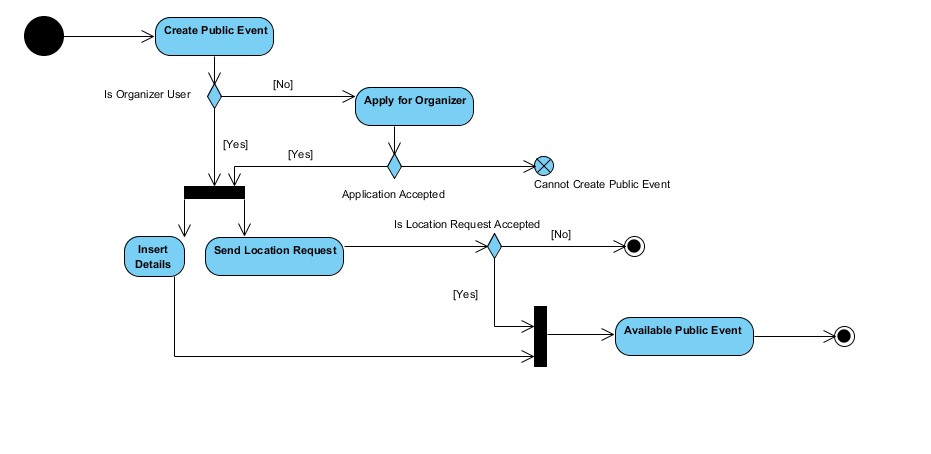 Create Public Event
Is Organizer User
[No]
Apply for Organizer
[Yes]
[Yes]
Cannot Create Public Event
Application Accepted
Is Location Request Accepted
[No]
Insert
Details
Send Location Request
[Yes]
Available Public Event